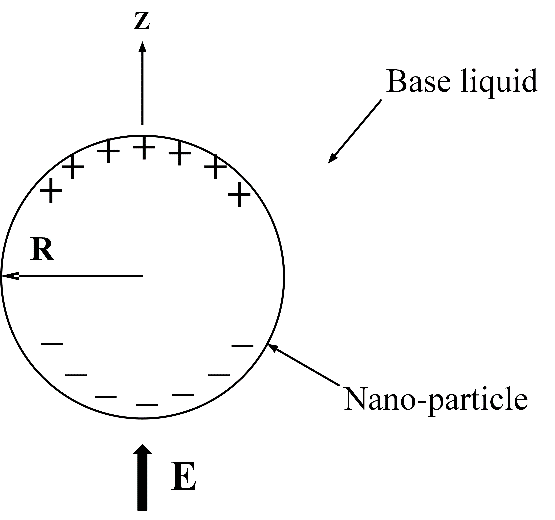 z
Base liquid
+ + + + + + +
R
− − − − − − −
Nano-particle
E